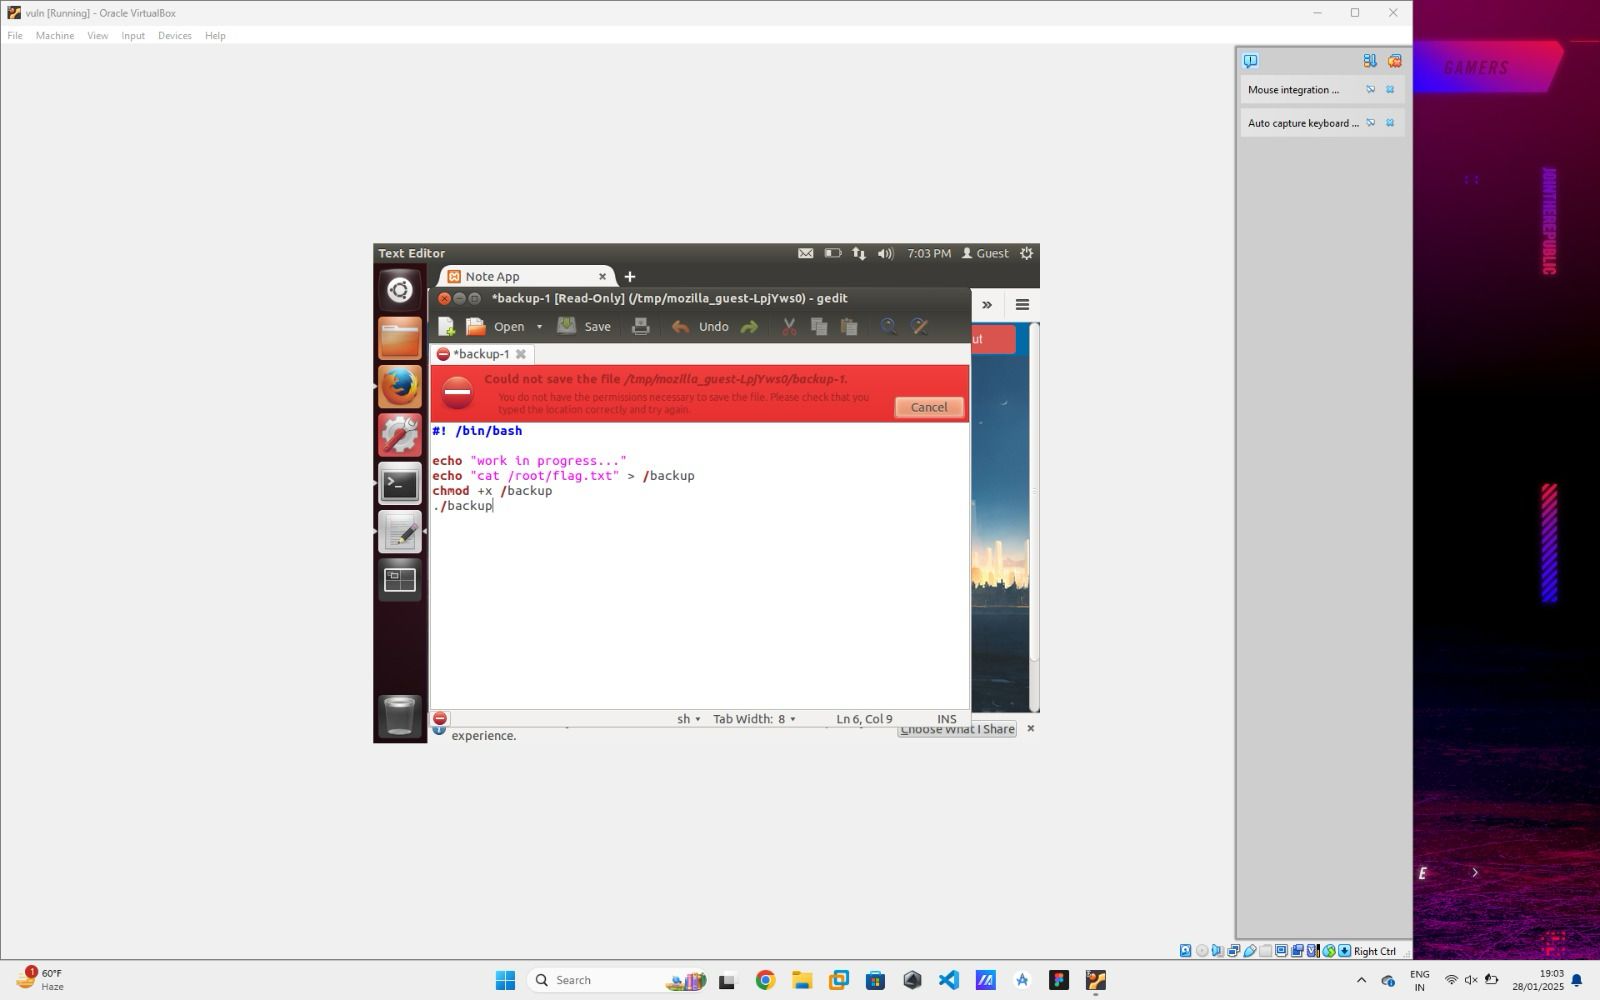 vuln [Running] - Oracle VirtualBox
File Machine View Input Devices Help
Mouse integration ...
Auto capture keyboard ...
GAMERS
JOINTHEREPUBLIC
Text Editor
7:03 PM Guest
Note App
*backup-1 [Read-Only] (/tmp/mozilla_guest-LpjYws0) - gedit
Open Save Undo
ut
*backup-1
Could not save the file /tmp/mozilla_guest-LpjYws0/backup-1.
You do not have the permissions necessary to save the file. Please check that you
typed the location correctly and try again.
Cancel
#! /bin/bash
echo "work in progress..."
echo "cat /root/flag.txt" > /backup
chmod +x /backup
./backup
sh Tab Width: 8 Ln 6, Col 9 INS
experience.
Choose What I Share
E
Right Ctrl
1
60°F
Haze
Search
ENG
IN
19:03
28/01/2025